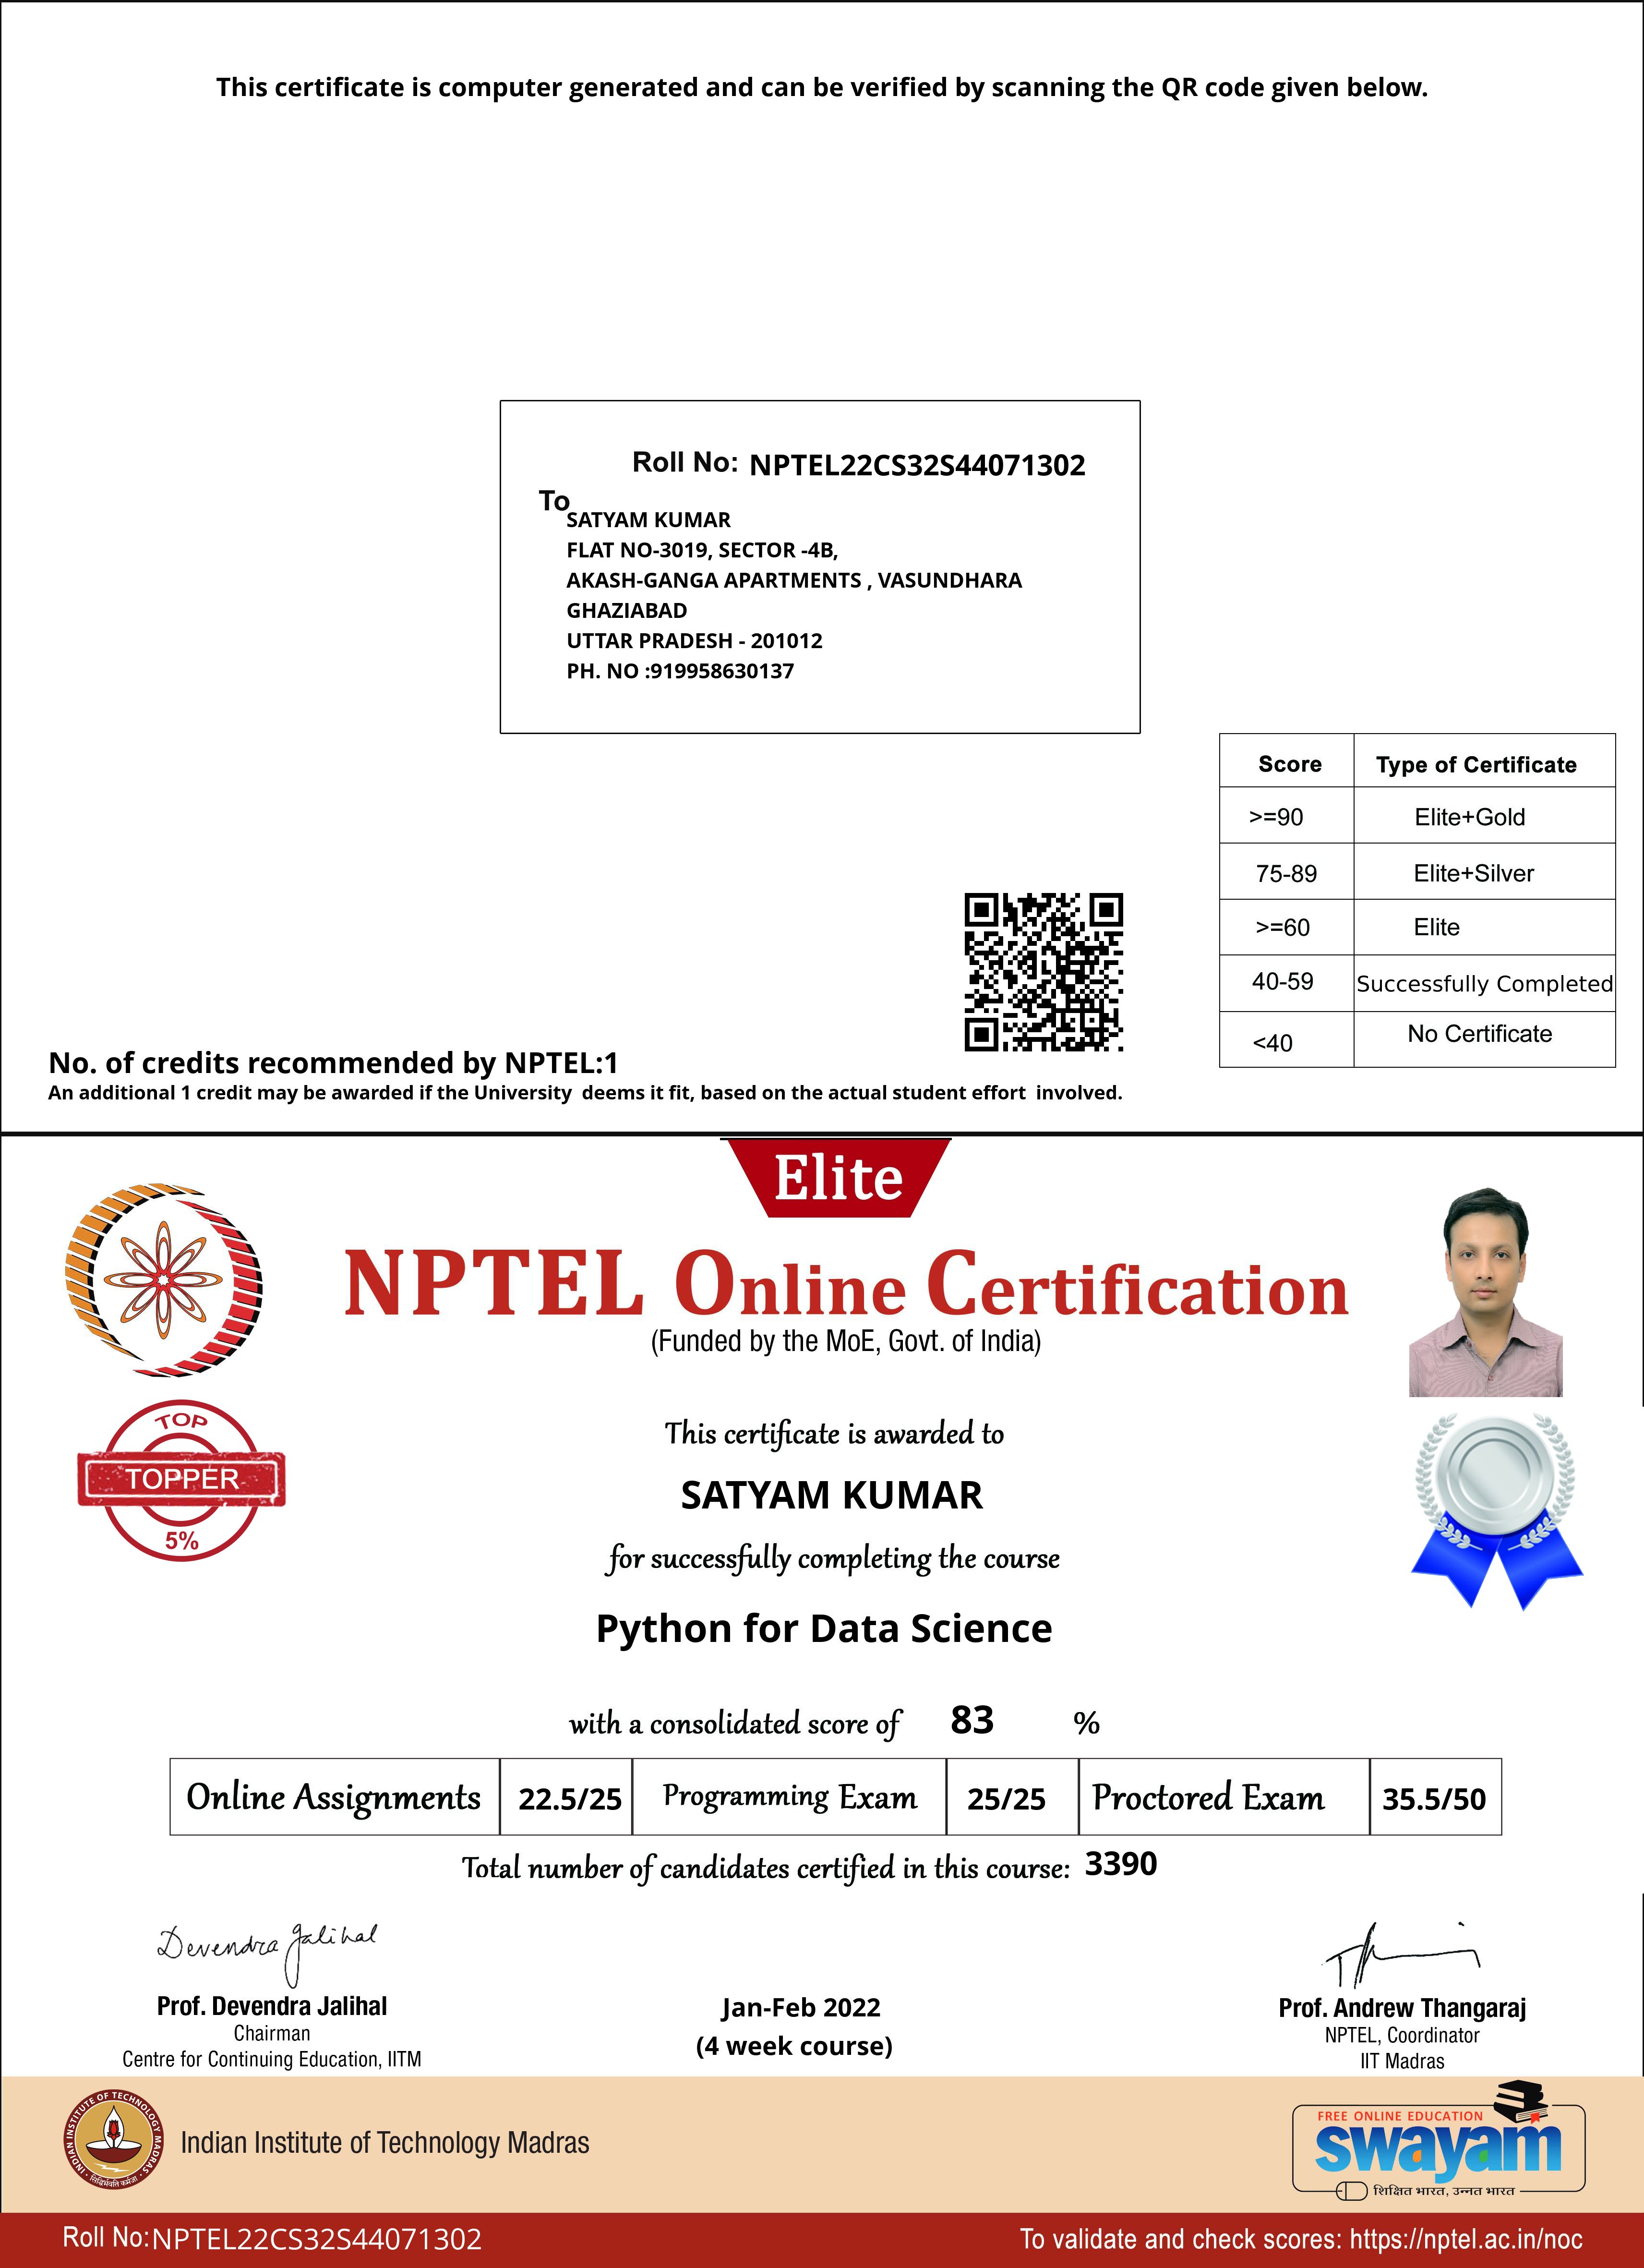 This certificate is computer generated and can be verified by scanning the QR code given below.
Roll No: NPTEL22CS32S44071302
To
SATYAM KUMAR
FLAT NO-3019, SECTOR -4B,
AKASH-GANGA APARTMENTS , VASUNDHARA
GHAZIABAD
UTTAR PRADESH - 201012
PH. NO :919958630137
Score Type of Certificate
>=90 Elite+Gold
75-89 Elite+Silver
>=60 Elite
40-59 Successfully Completed
<40 No Certificate
No. of credits recommended by NPTEL:1
An additional 1 credit may be awarded if the University deems it fit, based on the actual student effort involved.
Elite
NPTEL Online Certification
(Funded by the MoE, Govt. of India)
TOP
TOPPER
5%
This certificate is awarded to
SATYAM KUMAR
for successfully completing the course
Python for Data Science
with a consolidated score of 83 %
Online Assignments 22.5/25 Programming Exam 25/25 Proctored Exam 35.5/50
Total number of candidates certified in this course: 3390
Devendra Jalihal
Prof. Devendra Jalihal
Chairman
Centre for Continuing Education, IITM
Jan-Feb 2022
(4 week course)
Prof. Andrew Thangaraj
NPTEL, Coordinator
IIT Madras
INDIAN INSTITUTE OF TECHNOLOGY MADRAS
सिद्धिर्भवति कर्मजा
Indian Institute of Technology Madras
FREE ONLINE EDUCATION
swayam
शिक्षित भारत, उन्नत भारत
Roll No:NPTEL22CS32S44071302
To validate and check scores: https://nptel.ac.in/noc